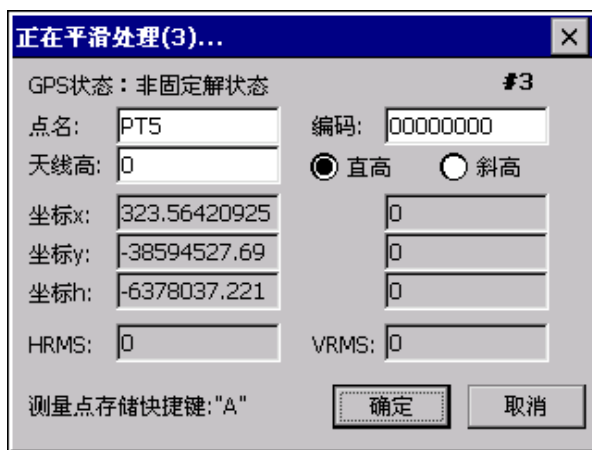 正在平滑处理(3)...
GPS状态：非固定解状态 #3
点名: PT5 编码: 00000000
天线高: 0 直高 斜高
坐标x: 323.56420925 0
坐标y: -38594527.69 0
坐标h: -6378037.221 0
HRMS: 0 VRMS: 0
测量点存储快捷键:"A" 确定 取消